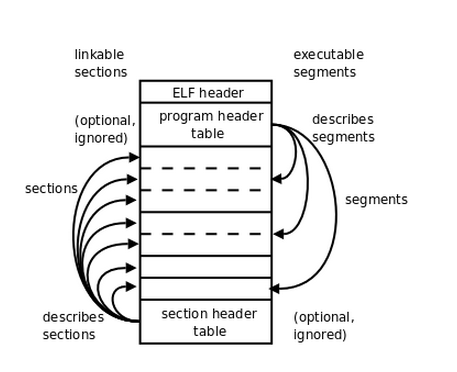 linkable
sections
executable
segments
ELF header
(optional,
ignored)
program header
table
describes
segments
sections
segments
describes
sections
section header
table
(optional,
ignored)